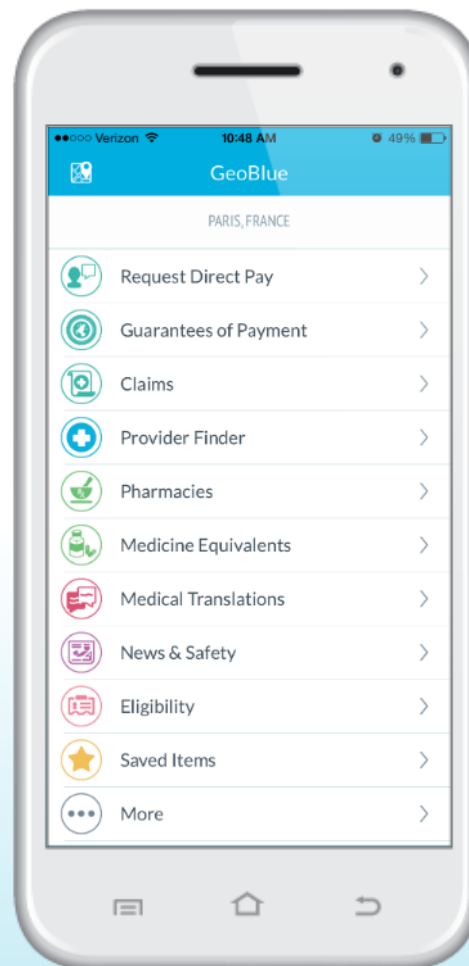 Verizon 10:48 AM 49%
GeoBlue
PARIS, FRANCE
Request Direct Pay
Guarantees of Payment
Claims
Provider Finder
Pharmacies
Medicine Equivalents
Medical Translations
News & Safety
Eligibility
Saved Items
More